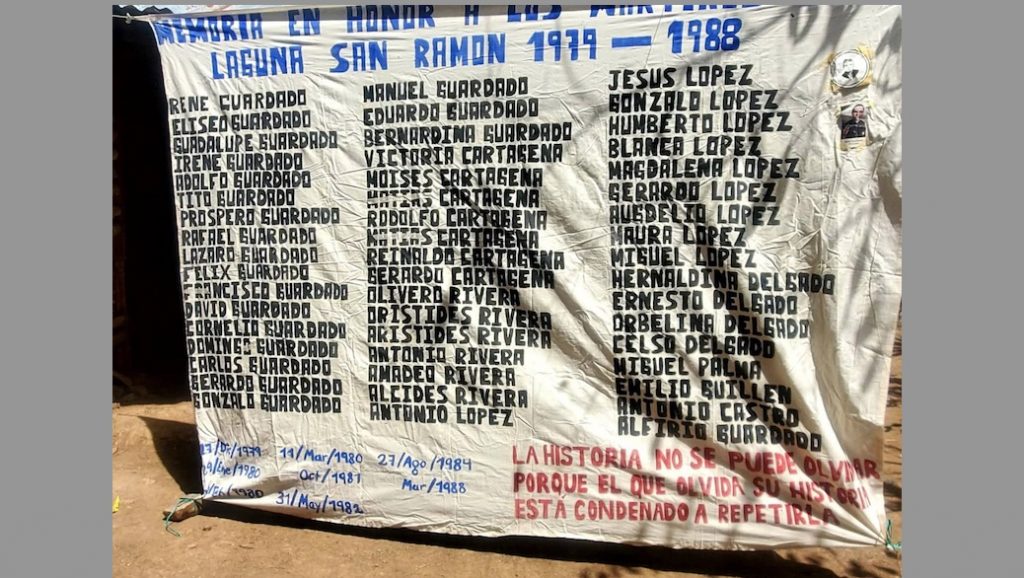 MEMORIA EN HONOR A LOS
LAGUNA SAN RAMON 1979 — 1988
RENE GUARDADO
ELISEO GUARDADO
GUADALUPE GUARDADO
IRENE GUARDADO
ADOLFO GUARDADO
TITO GUARDADO
PROSPERO GUARDADO
RAFAEL GUARDADO
LAZARO GUARDADO
FELIX GUARDADO
FRANCISCO GUARDADO
DAVID GUARDADO
CORNELIO GUARDADO
DOMINGO GUARDADO
CARLOS GUARDADO
GERARDO GUARDADO
GONZALO GUARDADO
MANUEL GUARDADO
EDUARDO GUARDADO
BERNARDINA GUARDADO
VICTORIA CARTAGENA
MOISES CARTAGENA
MATIAS CARTAGENA
RODOLFO CARTAGENA
MATIAS CARTAGENA
REINALDO CARTAGENA
GERARDO CARTAGENA
OLIVERO RIVERA
ORISTIDES RIVERA
ARISTIDES RIVERA
ANTONIO RIVERA
AMADEO RIVERA
ALCIDES RIVERA
ANTONIO LOPEZ
JESUS LOPEZ
GONZALO LOPEZ
HUMBERTO LOPEZ
BLANCA LOPEZ
MAGDALENA LOPEZ
GERARDO LOPEZ
AUGDELIO LOPEZ
MAURA LOPEZ
MIGUEL LOPEZ
HERNALDINA DELGADO
ERNESTO DELGADO
ORBELINA DELGADO
CELSO DELGADO
MIGUEL PALMA
EMILIO GUILLEN
ANTONIO CASTRO
ALFIRIO GUARDADO
11/Mar/1980
Oct/1981
31/May/1982
27/Ago/1984
Mar/1988
LA HISTORIA NO SE PUEDE OLVIDAR
PORQUE EL QUE OLVIDA SU HISTORIA
ESTÁ CONDENADO A REPETIRLA